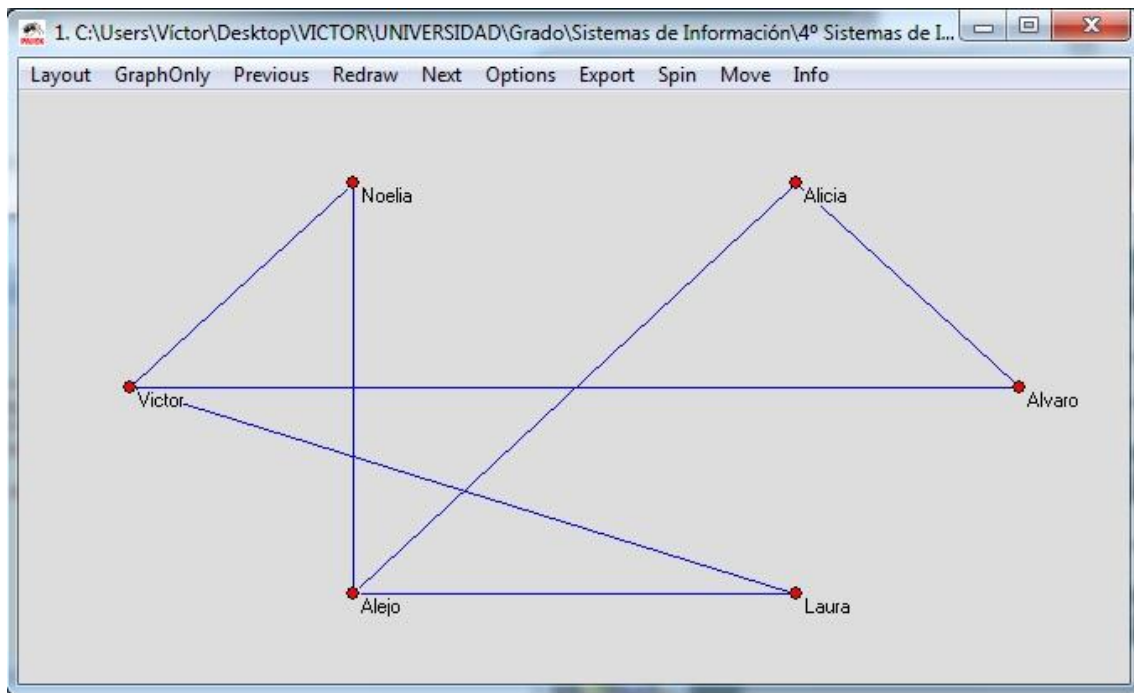 1. C:\Users\Víctor\Desktop\VICTOR\UNIVERSIDAD\Grado\Sistemas de Información\4º Sistemas de I...
Layout GraphOnly Previous Redraw Next Options Export Spin Move Info
Noelia
Alicia
Victor
Alvaro
Alejo
Laura